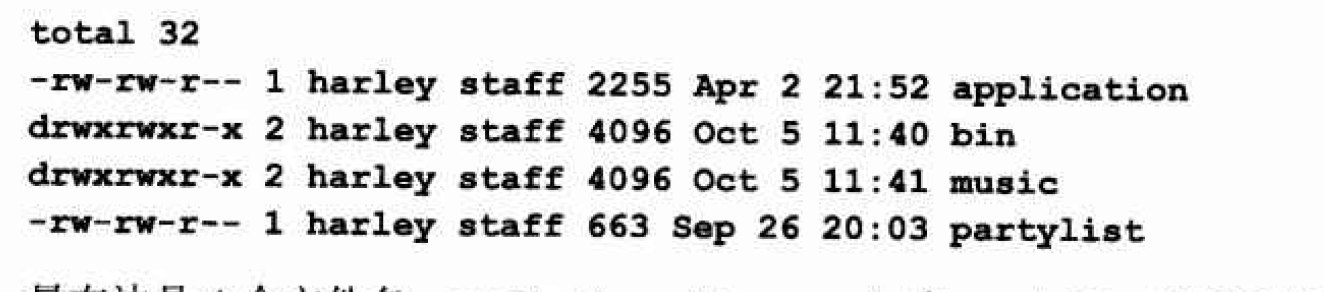 total 32
-rw-rw-r-- 1 harley staff 2255 Apr 2 21:52 application
drwxrwxr-x 2 harley staff 4096 Oct 5 11:40 bin
drwxrwxr-x 2 harley staff 4096 Oct 5 11:41 music
-rw-rw-r-- 1 harley staff 663 Sep 26 20:03 partylist